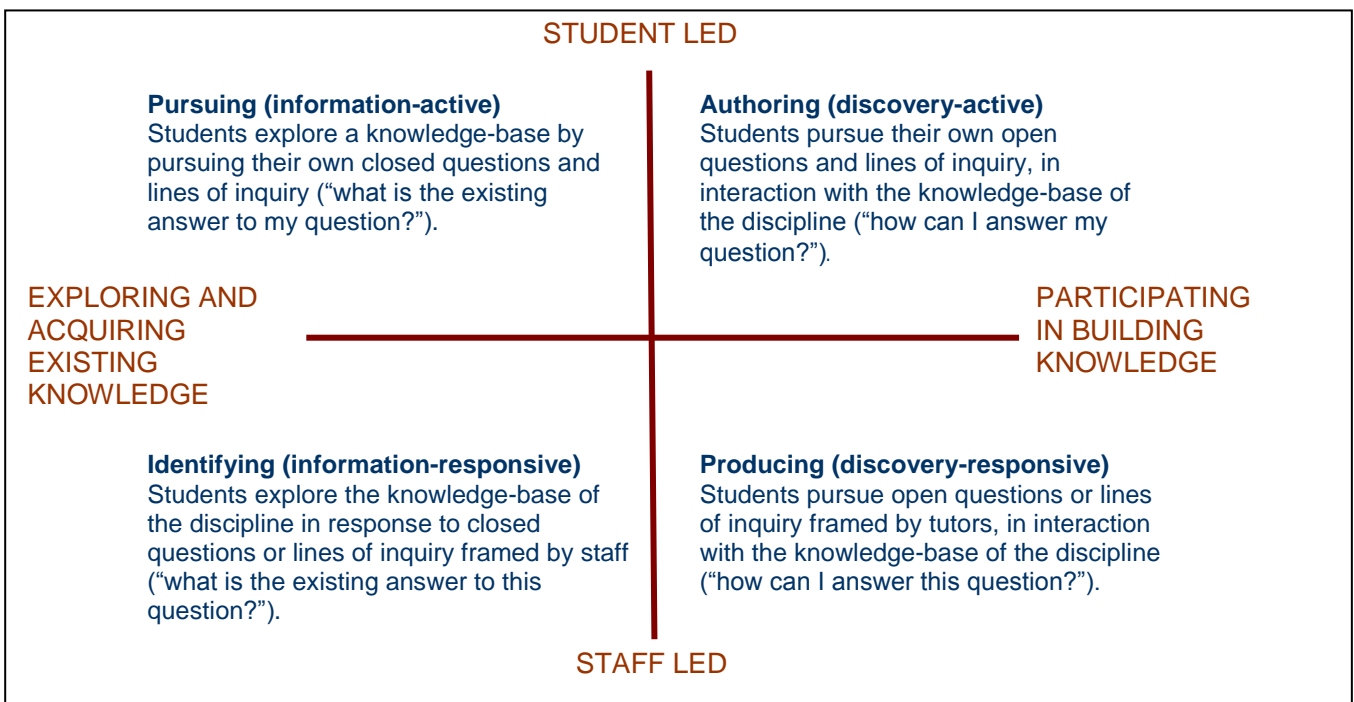 STUDENT LED
Pursuing (information-active)
Students explore a knowledge-base by
pursuing their own closed questions and
lines of inquiry (“what is the existing
answer to my question?”).
Authoring (discovery-active)
Students pursue their own open
questions and lines of inquiry, in
interaction with the knowledge-base of
the discipline (“how can I answer my
question?”).
EXPLORING AND
ACQUIRING
EXISTING
KNOWLEDGE
PARTICIPATING
IN BUILDING
KNOWLEDGE
Identifying (information-responsive)
Students explore the knowledge-base of
the discipline in response to closed
questions or lines of inquiry framed by staff
(“what is the existing answer to this
question?”).
Producing (discovery-responsive)
Students pursue open questions or lines
of inquiry framed by tutors, in interaction
with the knowledge-base of the discipline
(“how can I answer this question?”).
STAFF LED